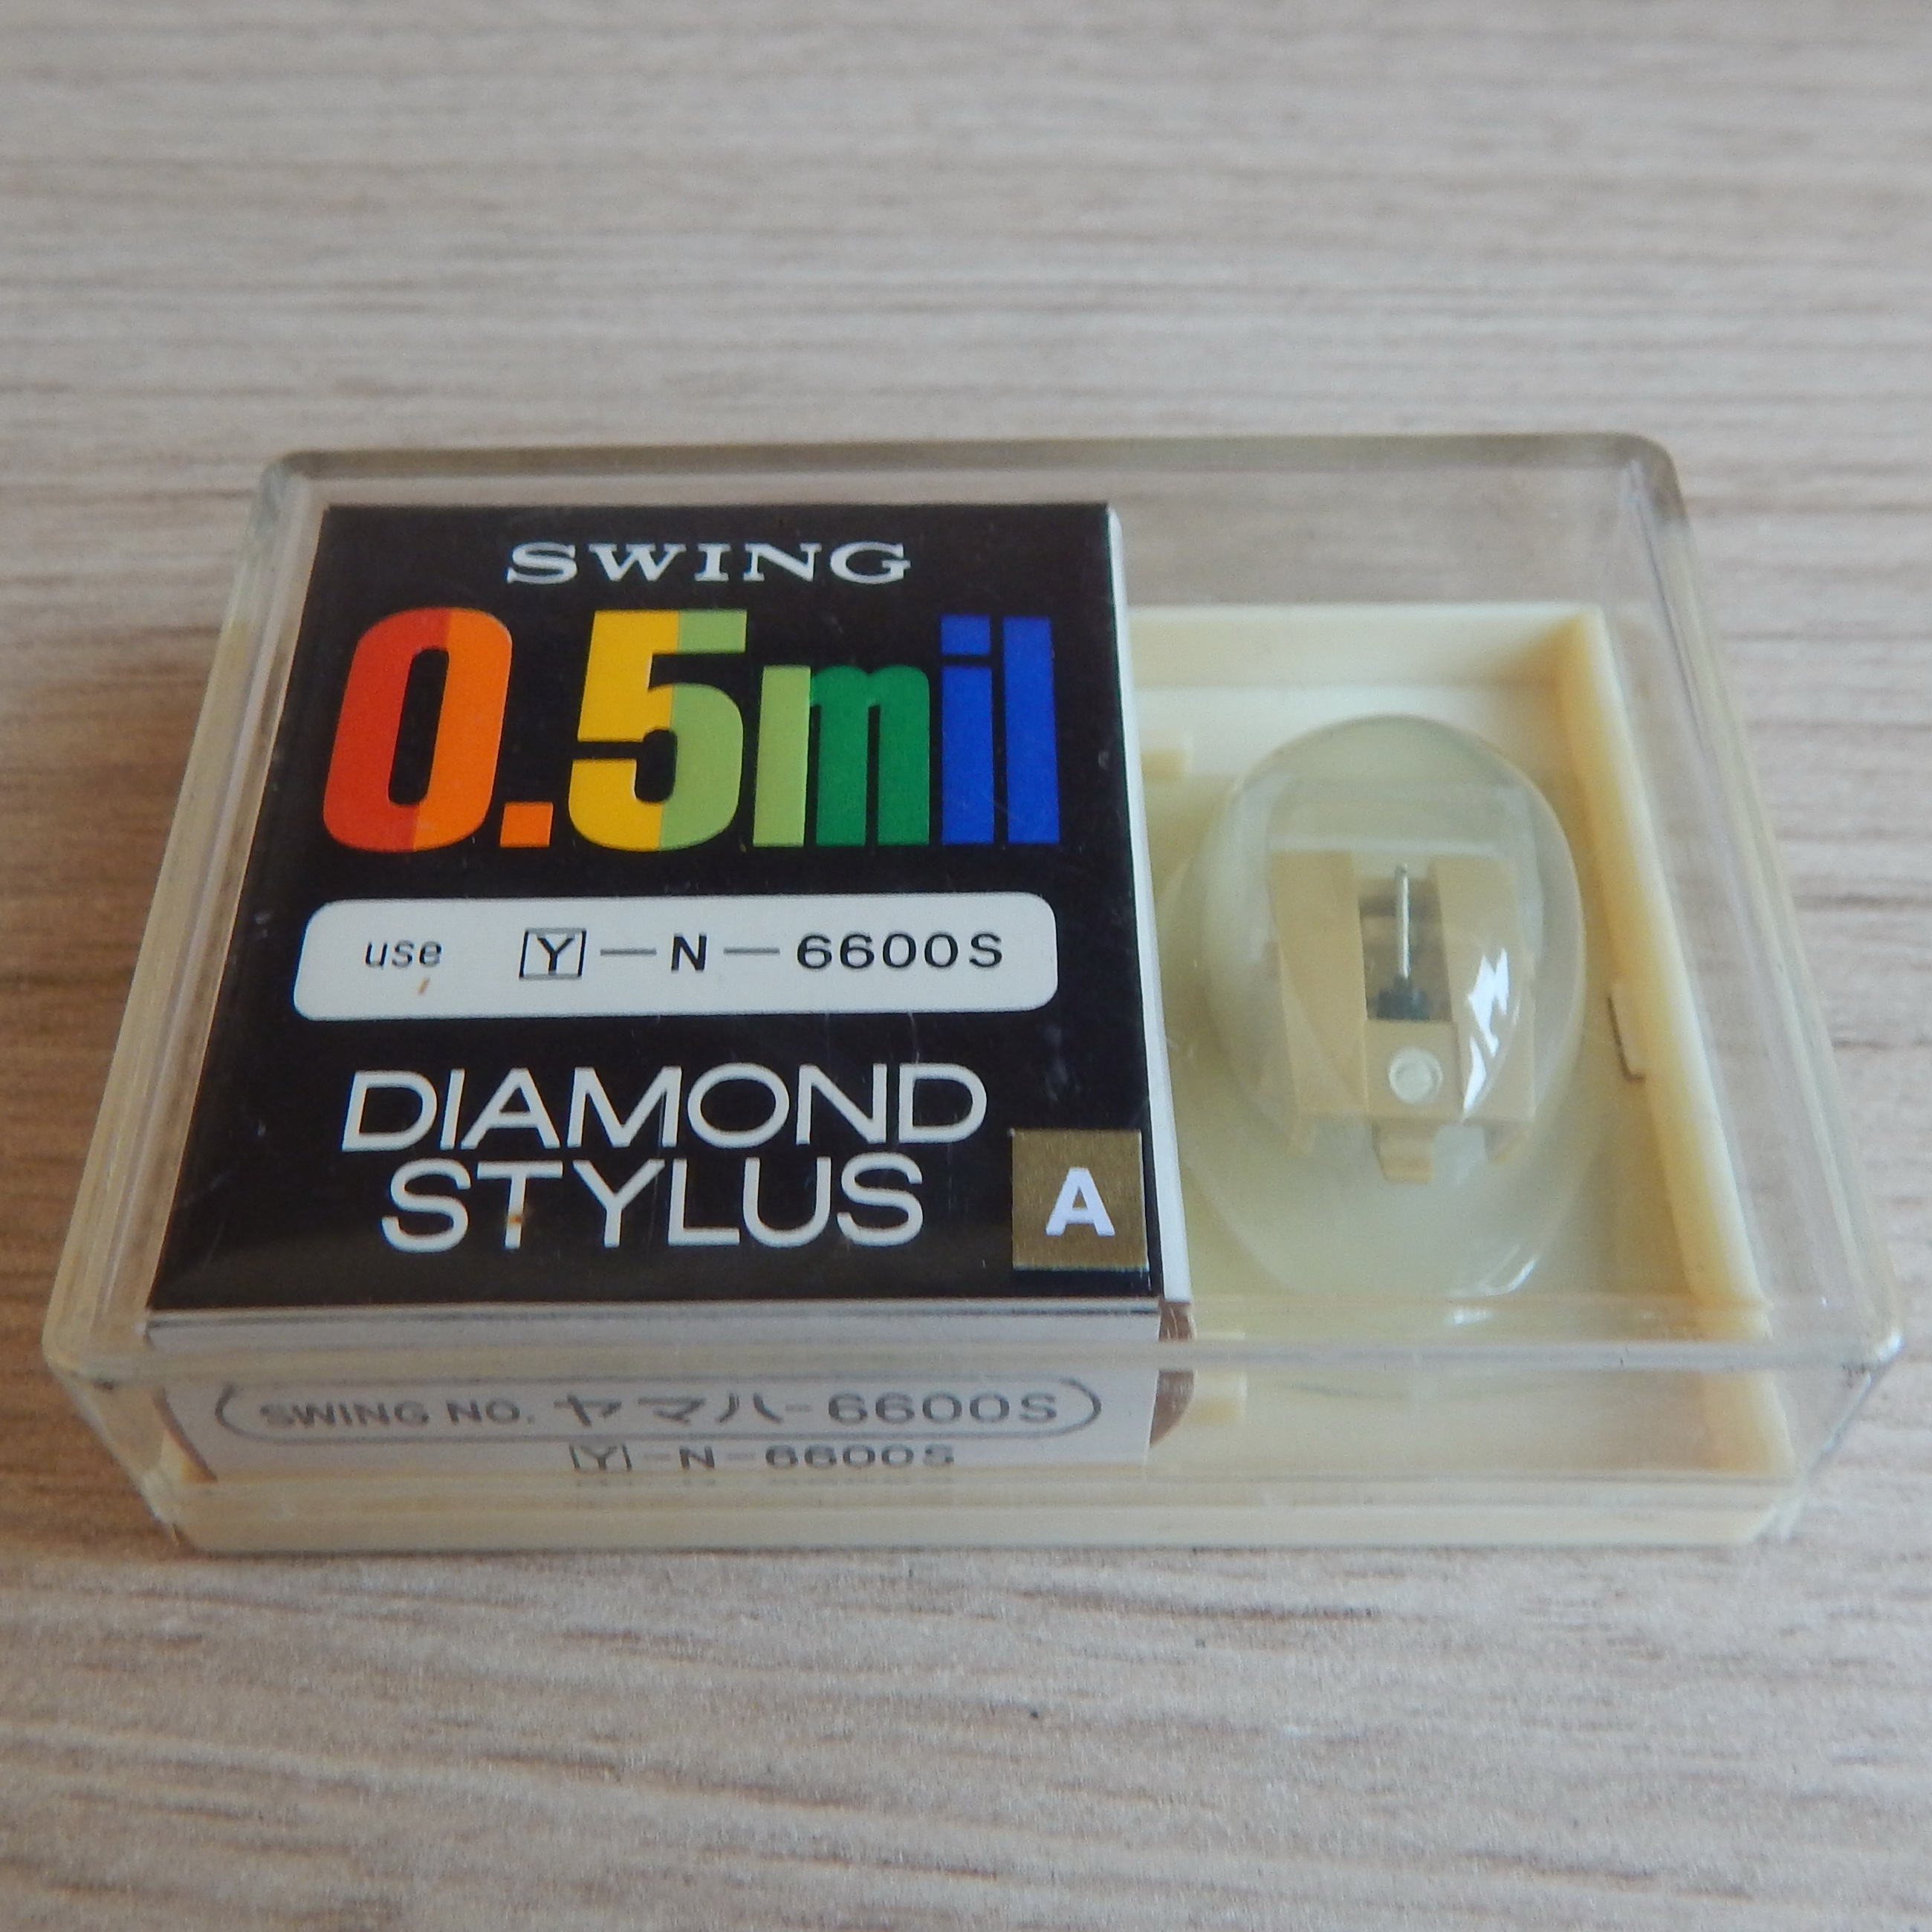 SWING
0.5mil
use Y-N-6600S
DIAMOND
STYLUS
A
SWING NO. ヤマハ-6600S
Y-N-6600S